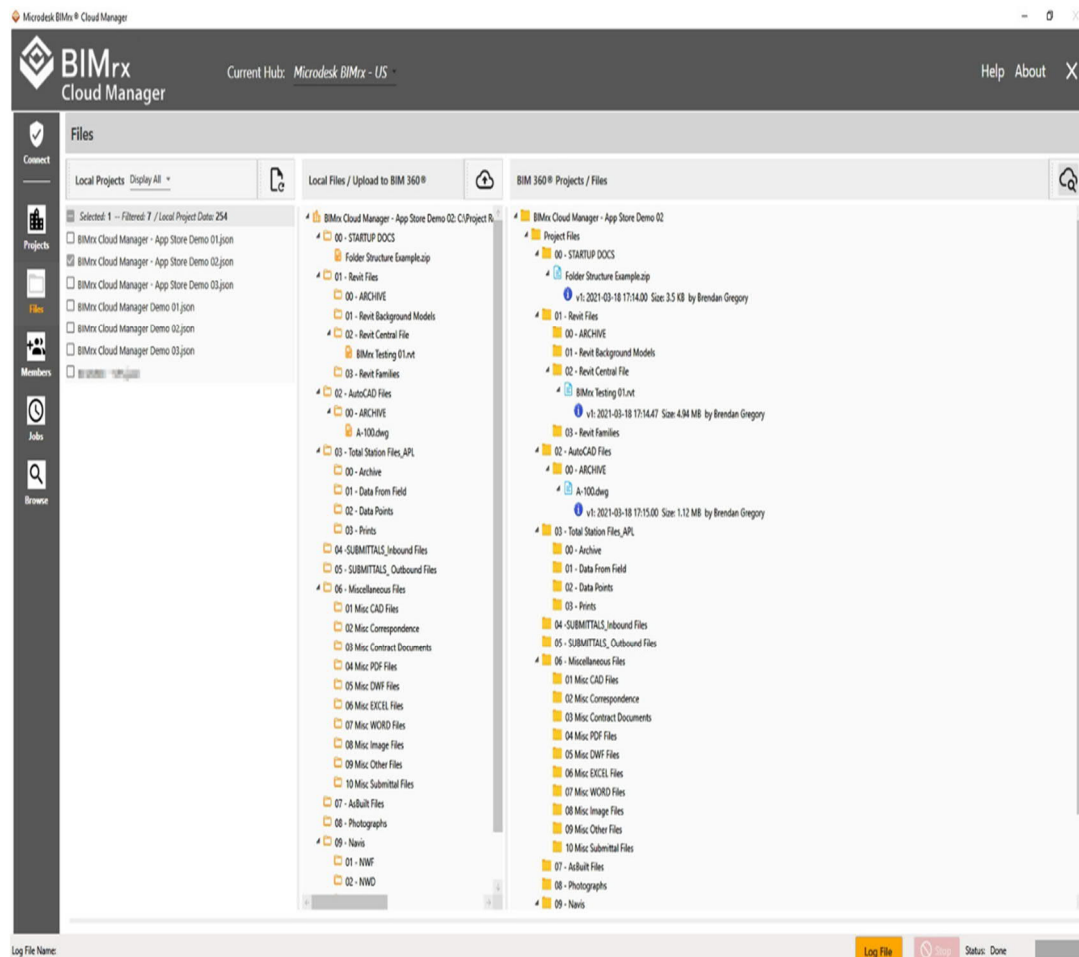 Microdesk BIMrx® Cloud Manager
BIMrx
Cloud Manager
Current Hub: Microdesk BIMrx - US
Help About X
Connect
Projects
Files
Members
Jobs
Browse
Files
Local Projects Display All
Selected: 1 -- Filtered: 7 / Local Project Data: 254
BIMrx Cloud Manager - App Store Demo 01.json
BIMrx Cloud Manager - App Store Demo 02.json
BIMrx Cloud Manager - App Store Demo 03.json
BIMrx Cloud Manager Demo 01.json
BIMrx Cloud Manager Demo 02.json
BIMrx Cloud Manager Demo 03.json
Local Files / Upload to BIM 360®
BIMrx Cloud Manager - App Store Demo 02: C:\Project R
00 - STARTUP DOCS
Folder Structure Example.zip
01 - Revit Files
00 - ARCHIVE
01 - Revit Background Models
02 - Revit Central File
BIMrx Testing 01.rvt
03 - Revit Families
02 - AutoCAD Files
00 - ARCHIVE
A-100.dwg
03 - Total Station Files_APL
00 - Archive
01 - Data From Field
02 - Data Points
03 - Prints
04 -SUBMITTALS_Inbound Files
05 - SUBMITTALS_ Outbound Files
06 - Miscellaneous Files
01 Misc CAD Files
02 Misc Correspondence
03 Misc Contract Documents
04 Misc PDF Files
05 Misc DWF Files
06 Misc EXCEL Files
07 Misc WORD Files
08 Misc Image Files
09 Misc Other Files
10 Misc Submittal Files
07 - AsBuilt Files
08 - Photographs
09 - Navis
01 - NWF
02 - NWD
BIM 360® Projects / Files
BIMrx Cloud Manager - App Store Demo 02
Project Files
00 - STARTUP DOCS
Folder Structure Example.zip
v1: 2021-03-18 17:14.00 Size: 3.5 KB by Brendan Gregory
01 - Revit Files
00 - ARCHIVE
01 - Revit Background Models
02 - Revit Central File
BIMrx Testing 01.rvt
v1: 2021-03-18 17:14.47 Size: 4.94 MB by Brendan Gregory
03 - Revit Families
02 - AutoCAD Files
00 - ARCHIVE
A-100.dwg
v1: 2021-03-18 17:15.00 Size: 1.12 MB by Brendan Gregory
03 - Total Station Files_APL
00 - Archive
01 - Data From Field
02 - Data Points
03 - Prints
04 -SUBMITTALS_Inbound Files
05 - SUBMITTALS_ Outbound Files
06 - Miscellaneous Files
01 Misc CAD Files
02 Misc Correspondence
03 Misc Contract Documents
04 Misc PDF Files
05 Misc DWF Files
06 Misc EXCEL Files
07 Misc WORD Files
08 Misc Image Files
09 Misc Other Files
10 Misc Submittal Files
07 - AsBuilt Files
08 - Photographs
09 - Navis
Log File Name:
Log File
Stop
Status: Done